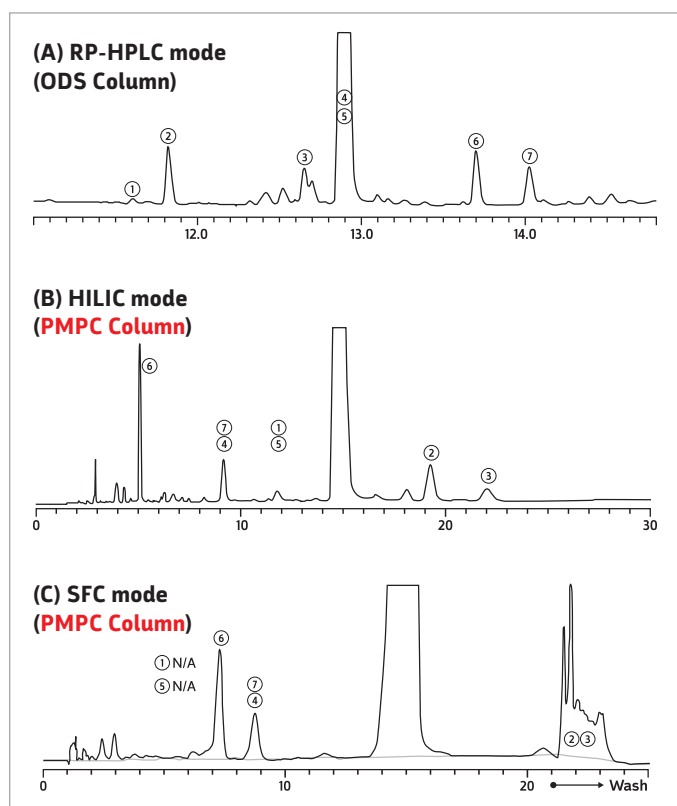 (A) RP-HPLC mode
(ODS Column)
④
⑤
②
⑥
③
⑦
①
12.0 13.0 14.0
(B) HILIC mode
(PMPC Column)
⑥
⑦ ①
④ ⑤
②
③
0 10 20 30
(C) SFC mode
(PMPC Column)
⑥
① N/A
⑤ N/A
⑦
④
②③
0 10 20 Wash